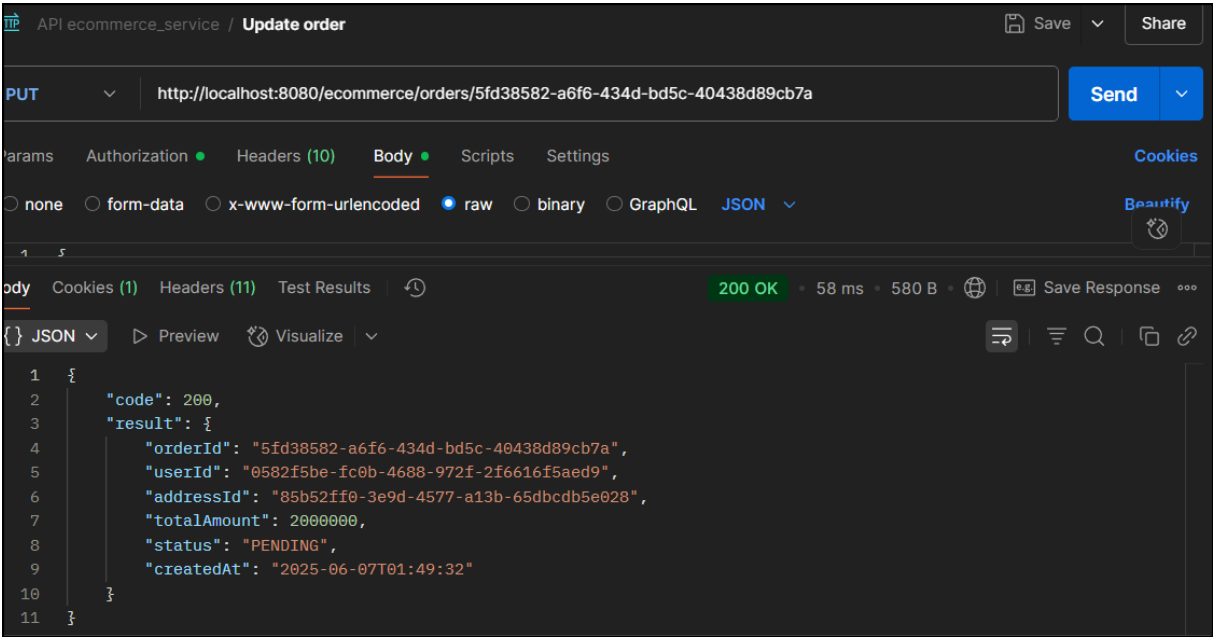 API ecommerce_service / Update order
Save
Share
PUT
http://localhost:8080/ecommerce/orders/5fd38582-a6f6-434d-bd5c-40438d89cb7a
Send
Params Authorization Headers (10) Body Scripts Settings Cookies
none form-data x-www-form-urlencoded raw binary GraphQL JSON Beautify
1 {
Body Cookies (1) Headers (11) Test Results 200 OK • 58 ms • 580 B • e.g. Save Response
{} JSON Preview Visualize
1 {
2 "code": 200,
3 "result": {
4 "orderId": "5fd38582-a6f6-434d-bd5c-40438d89cb7a",
5 "userId": "0582f5be-fc0b-4688-972f-2f6616f5aed9",
6 "addressId": "85b52ff0-3e9d-4577-a13b-65dbcdb5e028",
7 "totalAmount": 2000000,
8 "status": "PENDING",
9 "createdAt": "2025-06-07T01:49:32"
10 }
11 }